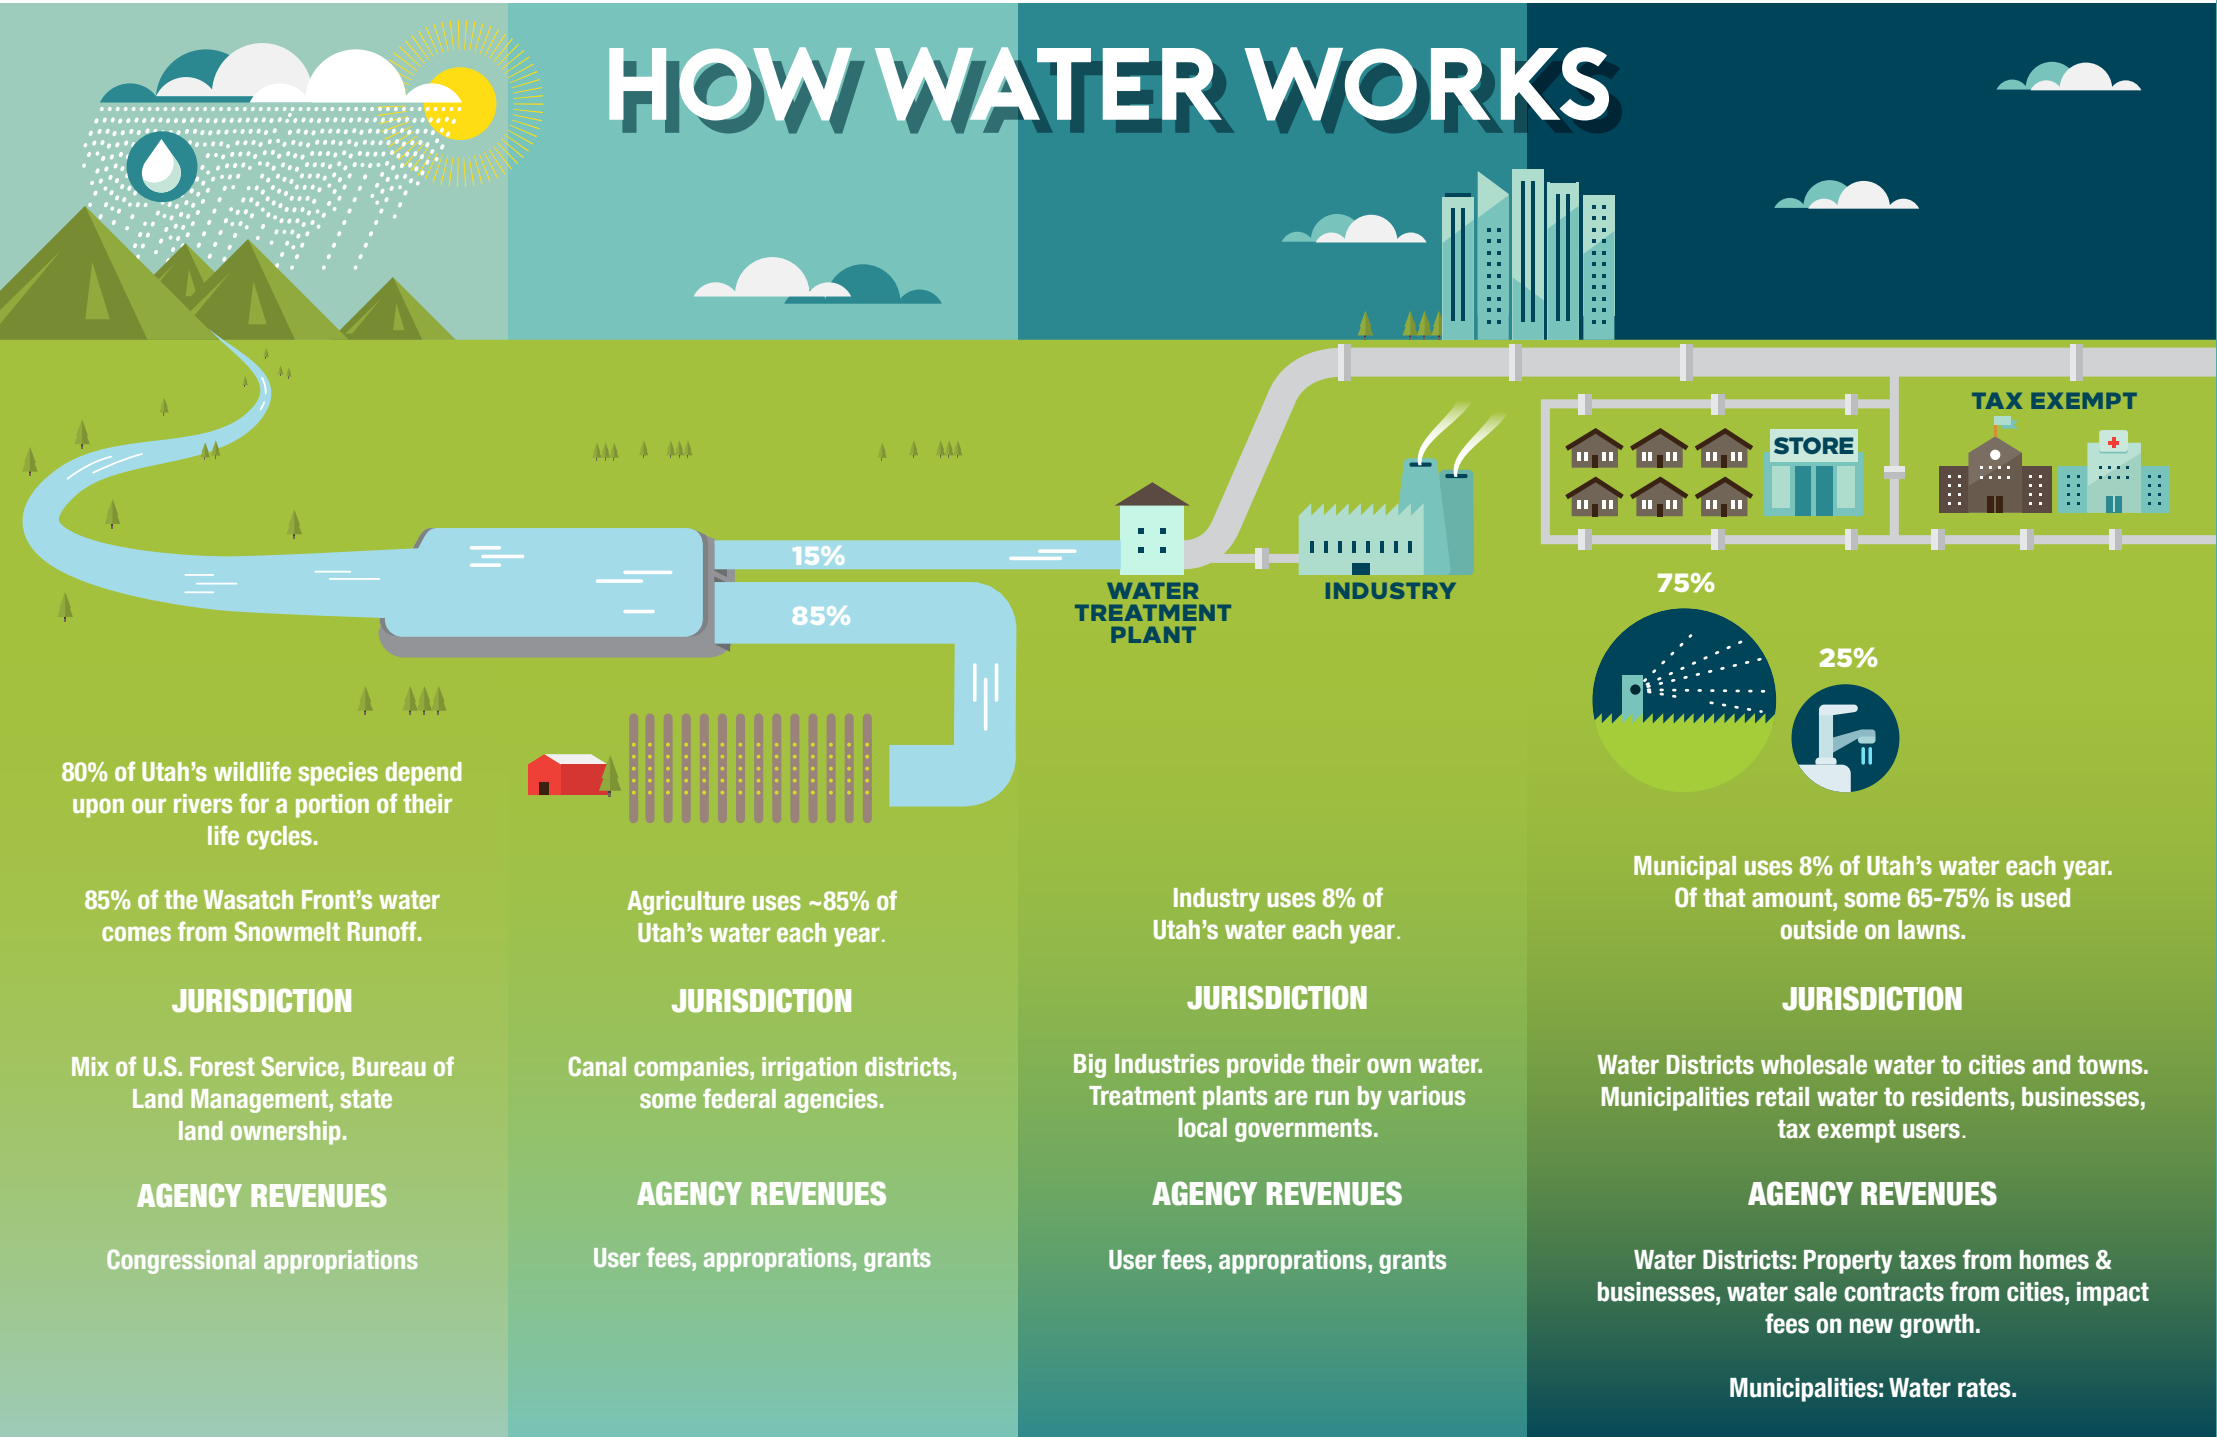 HOW WATER WORKS
TAX EXEMPT
STORE
15%
85%
WATER
TREATMENT
PLANT
INDUSTRY
75%
25%
80% of Utah's wildlife species depend
upon our rivers for a portion of their
life cycles.
85% of the Wasatch Front's water
comes from Snowmelt Runoff.
JURISDICTION
Mix of U.S. Forest Service, Bureau of
Land Management, state
land ownership.
AGENCY REVENUES
Congressional appropriations
Agriculture uses ~85% of
Utah's water each year.
JURISDICTION
Canal companies, irrigation districts,
some federal agencies.
AGENCY REVENUES
User fees, approprations, grants
Industry uses 8% of
Utah's water each year.
JURISDICTION
Big Industries provide their own water.
Treatment plants are run by various
local governments.
AGENCY REVENUES
User fees, approprations, grants
Municipal uses 8% of Utah's water each year.
Of that amount, some 65-75% is used
outside on lawns.
JURISDICTION
Water Districts wholesale water to cities and towns.
Municipalities retail water to residents, businesses,
tax exempt users.
AGENCY REVENUES
Water Districts: Property taxes from homes &
businesses, water sale contracts from cities, impact
fees on new growth.
Municipalities: Water rates.